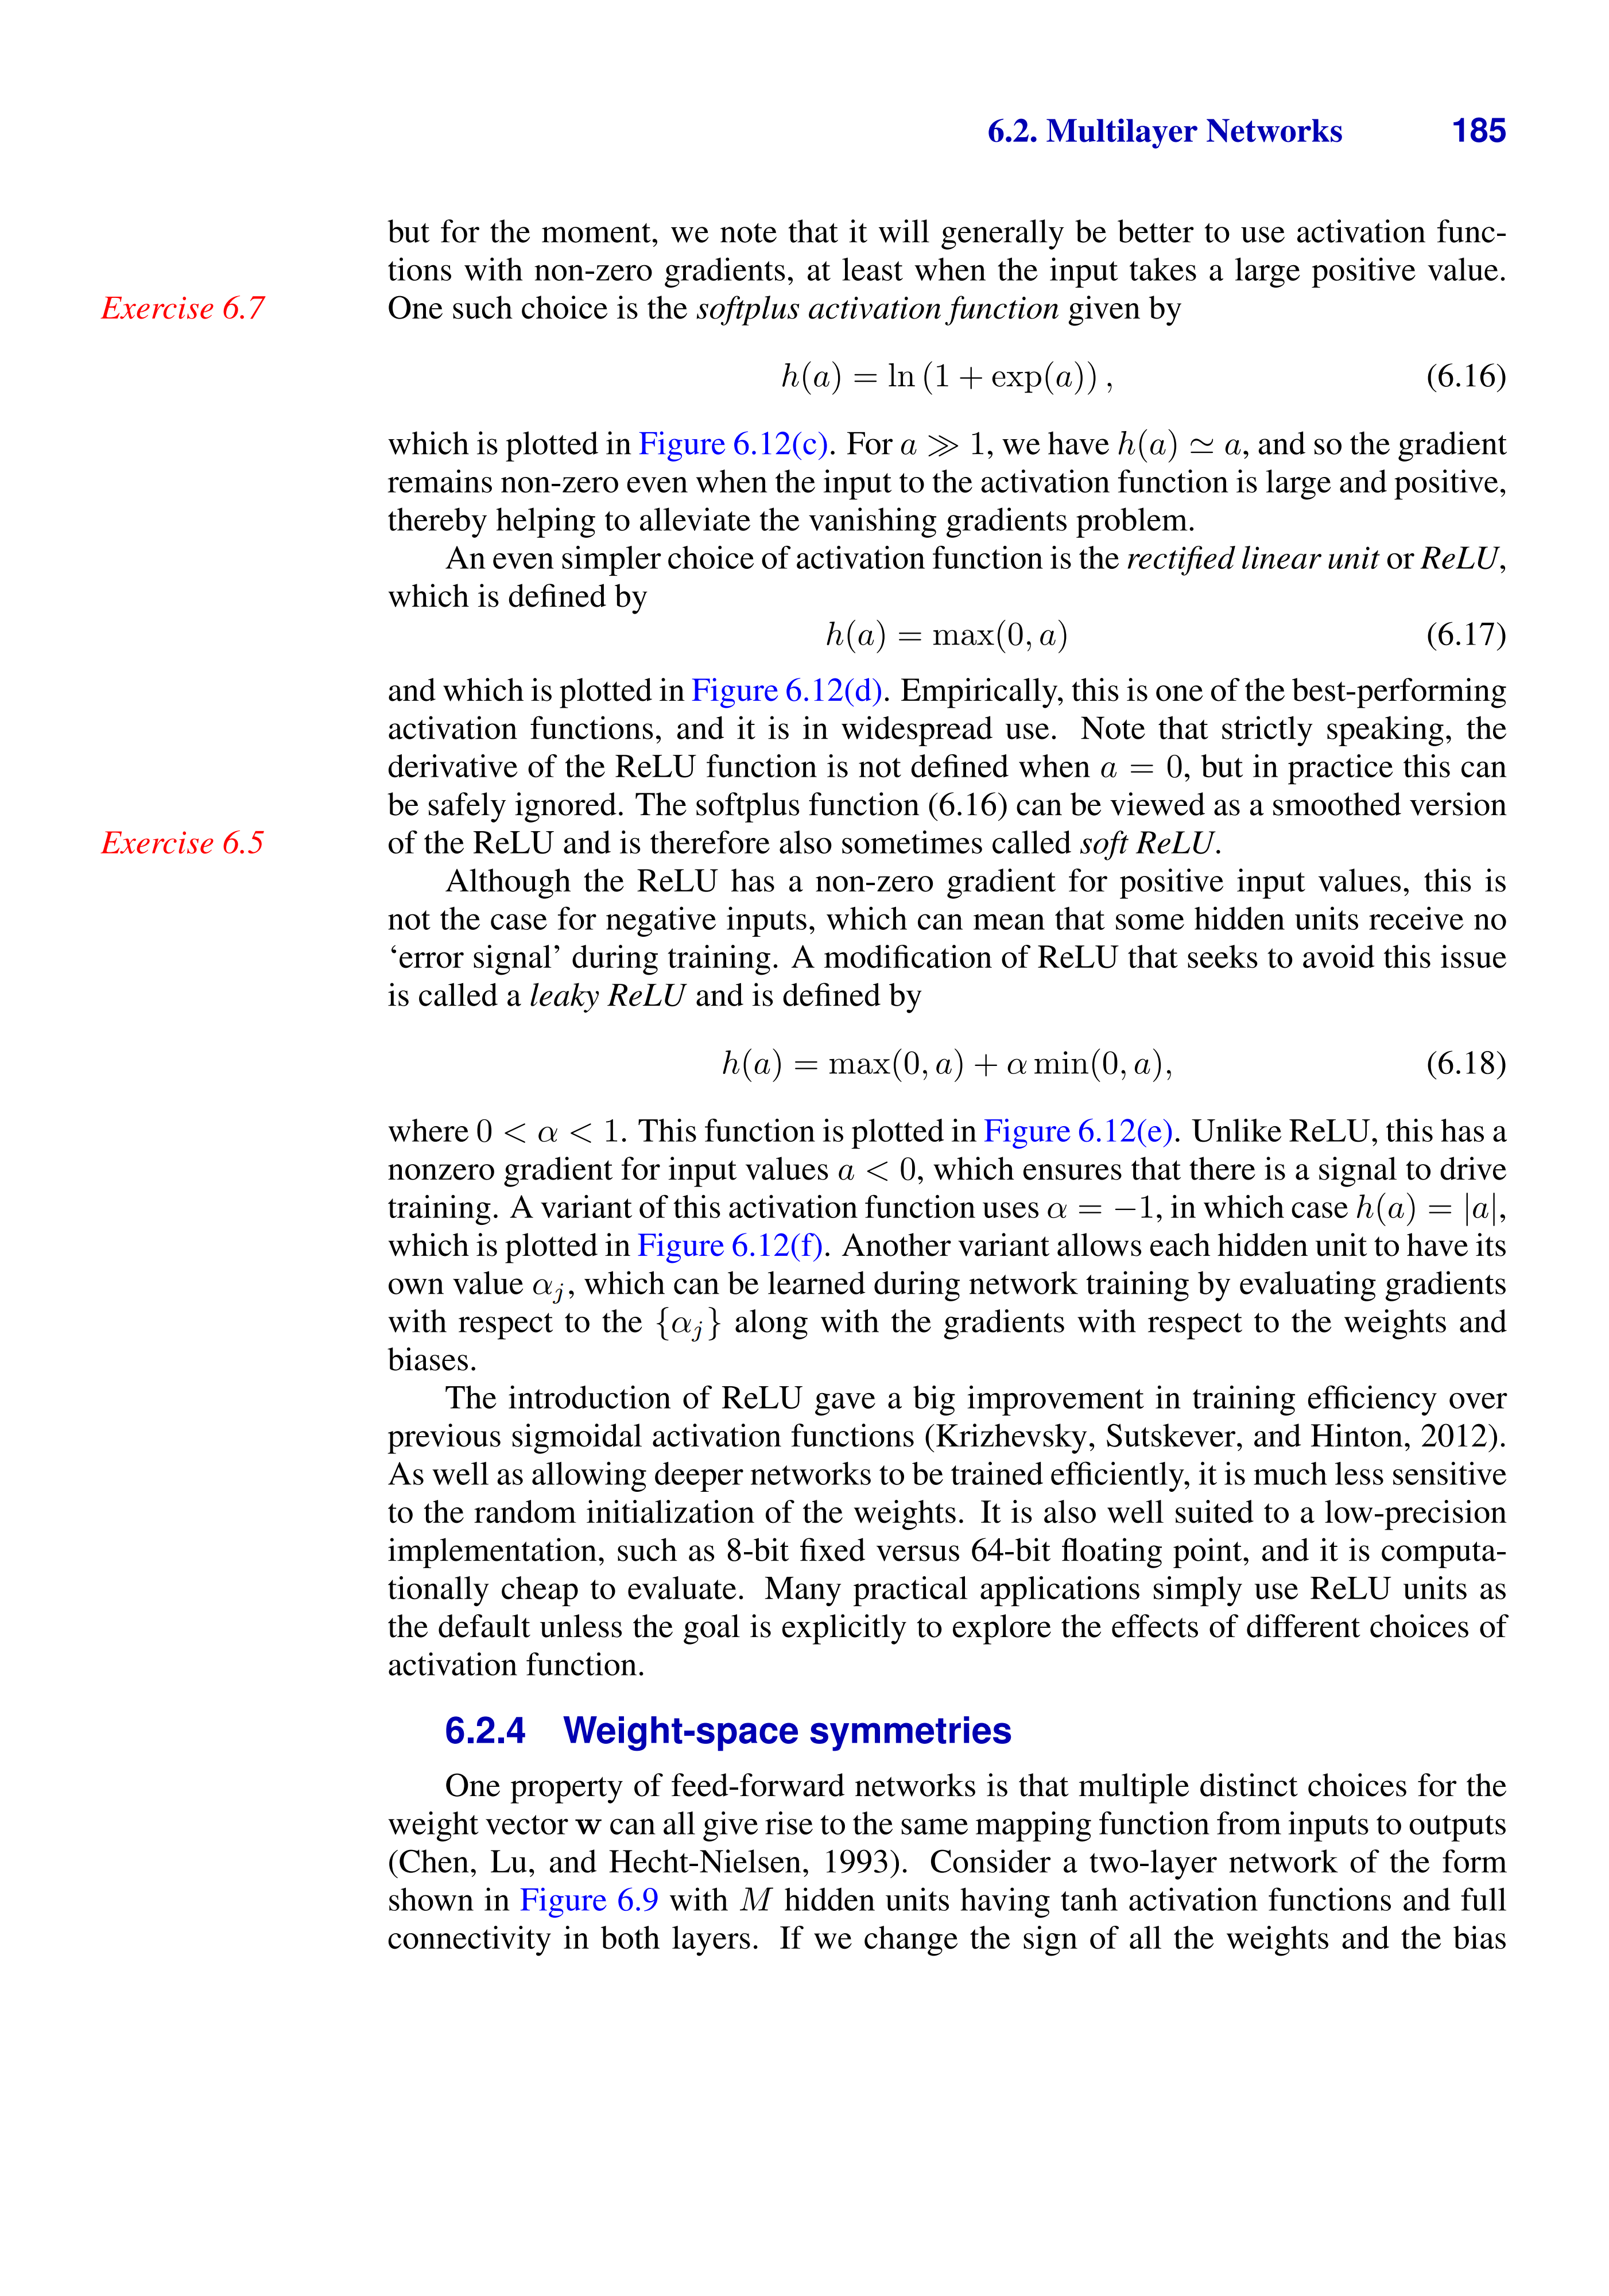 6.2. Multilayer Networks 185
but for the moment, we note that it will generally be better to use activation func-
tions with non-zero gradients, at least when the input takes a large positive value.
Exercise 6.7 One such choice is the softplus activation function given by
h(a) = ln (1 + exp(a)) , (6.16)
which is plotted in Figure 6.12(c). For a ≫ 1, we have h(a) ≃ a, and so the gradient
remains non-zero even when the input to the activation function is large and positive,
thereby helping to alleviate the vanishing gradients problem.
An even simpler choice of activation function is the rectified linear unit or ReLU,
which is defined by
h(a) = max(0, a) (6.17)
and which is plotted in Figure 6.12(d). Empirically, this is one of the best-performing
activation functions, and it is in widespread use. Note that strictly speaking, the
derivative of the ReLU function is not defined when a = 0, but in practice this can
be safely ignored. The softplus function (6.16) can be viewed as a smoothed version
Exercise 6.5 of the ReLU and is therefore also sometimes called soft ReLU.
Although the ReLU has a non-zero gradient for positive input values, this is
not the case for negative inputs, which can mean that some hidden units receive no
‘error signal’ during training. A modification of ReLU that seeks to avoid this issue
is called a leaky ReLU and is defined by
h(a) = max(0, a) + α min(0, a), (6.18)
where 0 < α < 1. This function is plotted in Figure 6.12(e). Unlike ReLU, this has a
nonzero gradient for input values a < 0, which ensures that there is a signal to drive
training. A variant of this activation function uses α = −1, in which case h(a) = |a|,
which is plotted in Figure 6.12(f). Another variant allows each hidden unit to have its
own value αⱼ, which can be learned during network training by evaluating gradients
with respect to the {αⱼ} along with the gradients with respect to the weights and
biases.
The introduction of ReLU gave a big improvement in training efficiency over
previous sigmoidal activation functions (Krizhevsky, Sutskever, and Hinton, 2012).
As well as allowing deeper networks to be trained efficiently, it is much less sensitive
to the random initialization of the weights. It is also well suited to a low-precision
implementation, such as 8-bit fixed versus 64-bit floating point, and it is computa-
tionally cheap to evaluate. Many practical applications simply use ReLU units as
the default unless the goal is explicitly to explore the effects of different choices of
activation function.
6.2.4 Weight-space symmetries
One property of feed-forward networks is that multiple distinct choices for the
weight vector w can all give rise to the same mapping function from inputs to outputs
(Chen, Lu, and Hecht-Nielsen, 1993). Consider a two-layer network of the form
shown in Figure 6.9 with M hidden units having tanh activation functions and full
connectivity in both layers. If we change the sign of all the weights and the bias